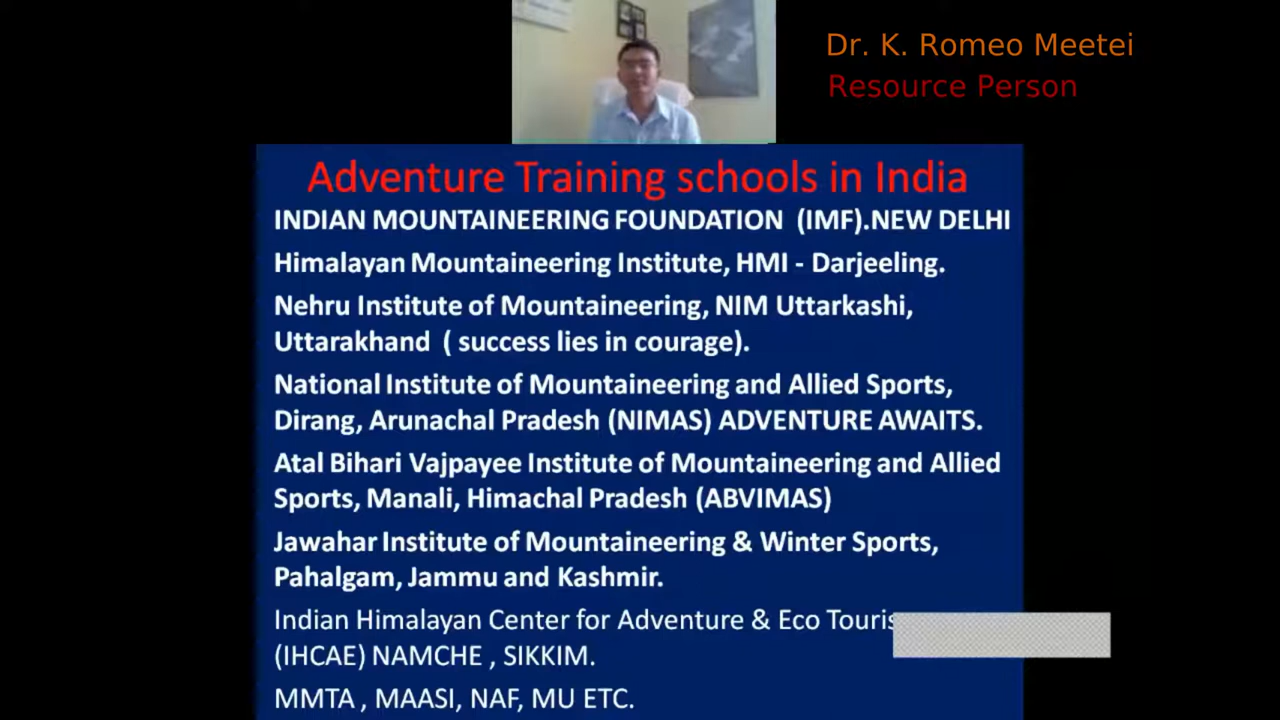 Dr. K. Romeo Meetei
Resource Person
Adventure Training schools in India
INDIAN MOUNTAINEERING FOUNDATION (IMF).NEW DELHI
Himalayan Mountaineering Institute, HMI - Darjeeling.
Nehru Institute of Mountaineering, NIM Uttarkashi,
Uttarakhand ( success lies in courage).
National Institute of Mountaineering and Allied Sports,
Dirang, Arunachal Pradesh (NIMAS) ADVENTURE AWAITS.
Atal Bihari Vajpayee Institute of Mountaineering and Allied
Sports, Manali, Himachal Pradesh (ABVIMAS)
Jawahar Institute of Mountaineering & Winter Sports,
Pahalgam, Jammu and Kashmir.
Indian Himalayan Center for Adventure & Eco
(IHCAE) NAMCHE , SIKKIM.
MMTA , MAASI, NAF, MU ETC.